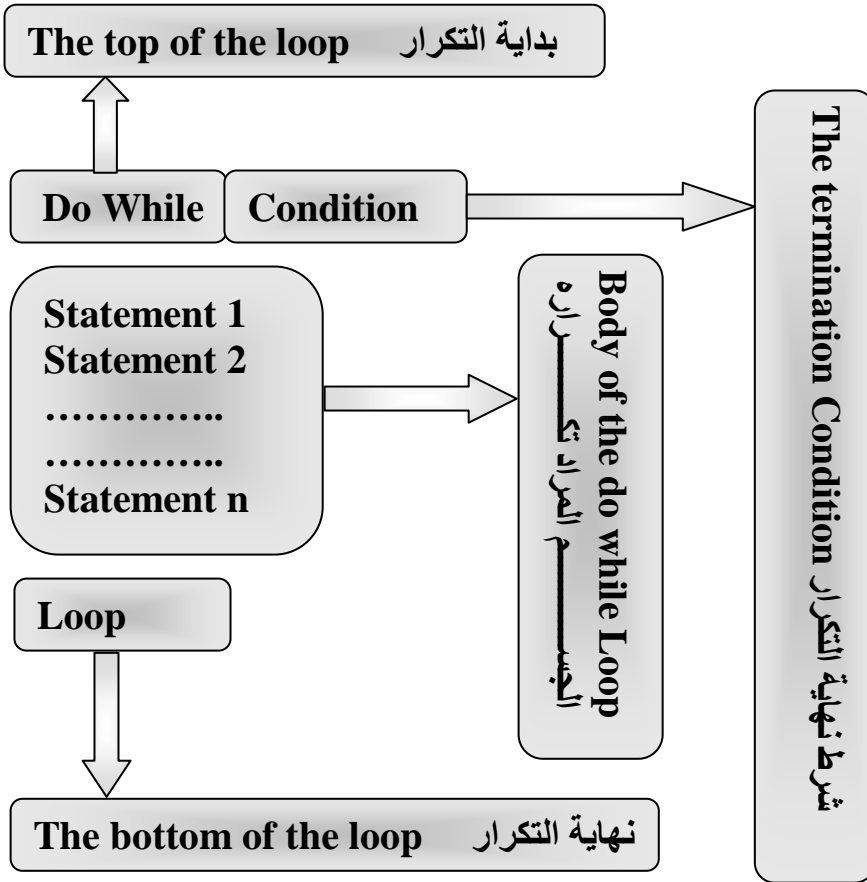 The top of the loop بداية التكرار
Do While Condition
Statement 1
Statement 2
…………..
…………..
Statement n
Body of the do while Loop
الجســـــم المراد تكـــــراره
The termination Condition شرط نهاية التكرار
Loop
The bottom of the loop نهاية التكرار